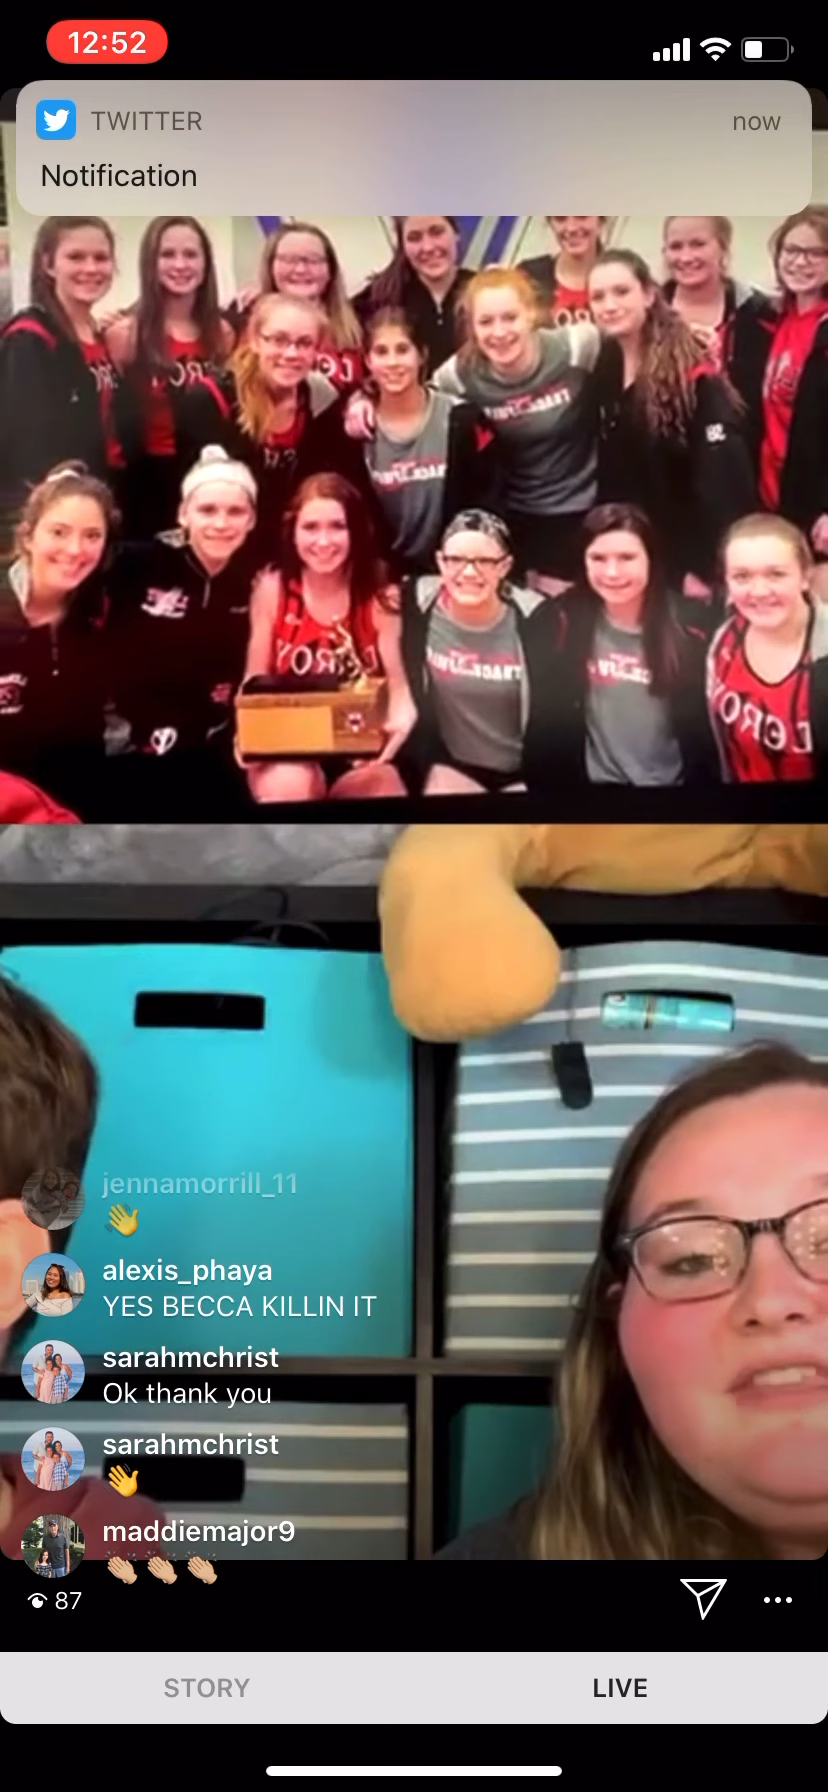 12:52
TWITTER
now
Notification
jennamorrill_11
alexis_phaya
YES BECCA KILLIN IT
sarahmchrist
Ok thank you
sarahmchrist
maddiemajor9
87
STORY
LIVE